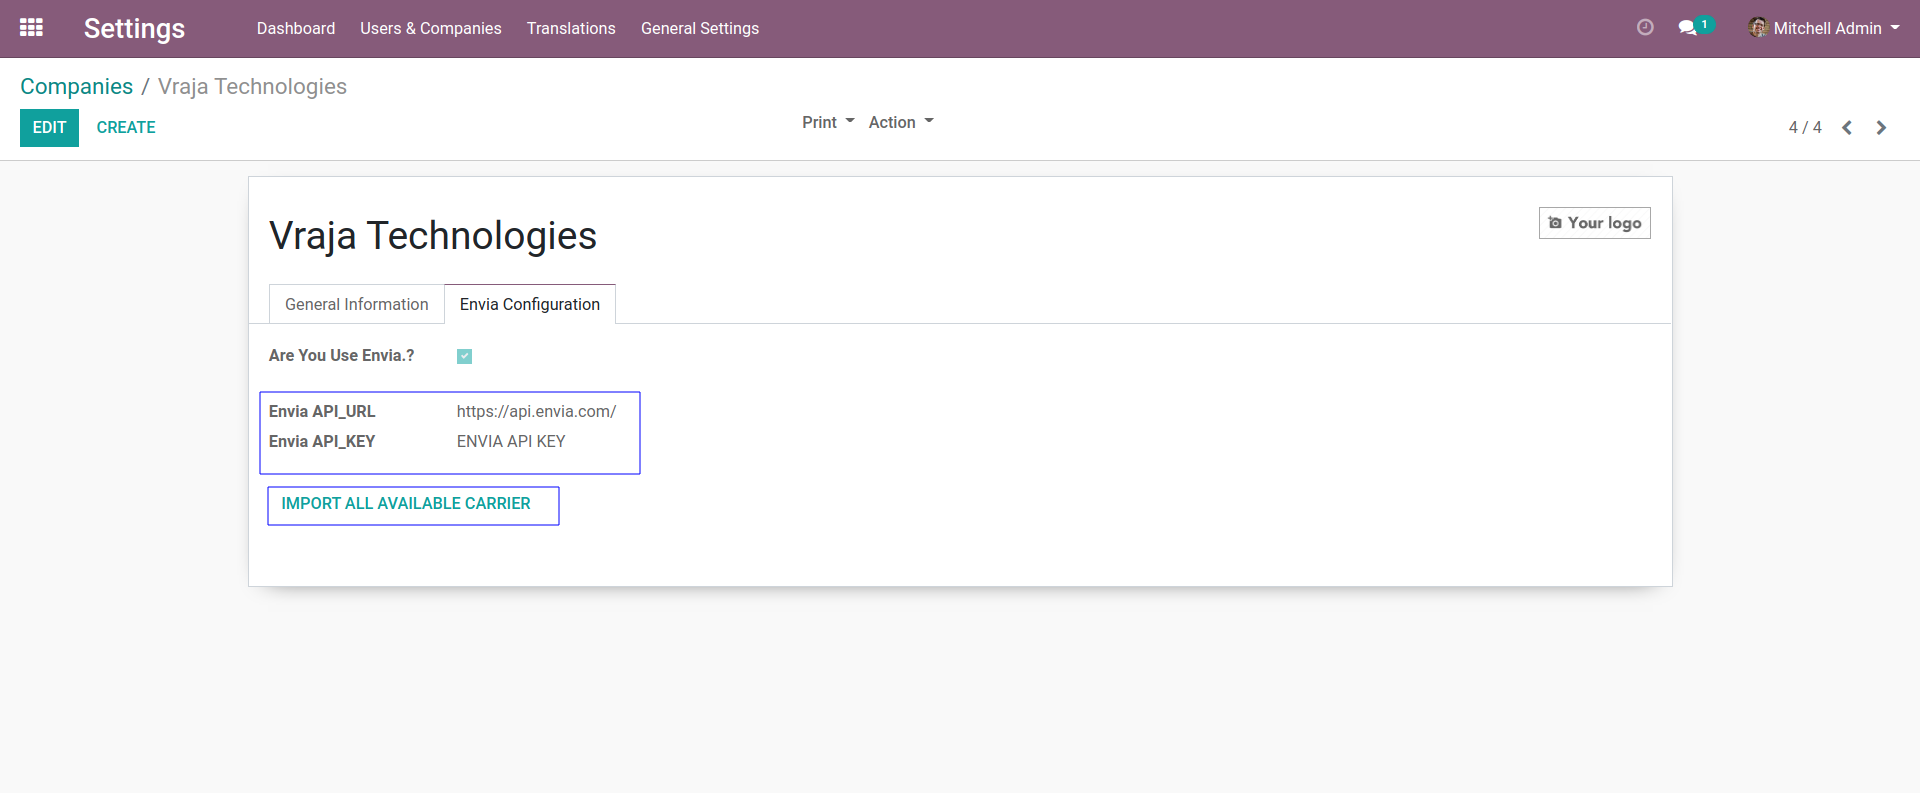 Settings Dashboard Users & Companies Translations General Settings 1 Mitchell Admin
Companies / Vraja Technologies
EDIT CREATE Print Action 4 / 4
Vraja Technologies
Your logo
General Information Envia Configuration
Are You Use Envia.?
Envia API_URL https://api.envia.com/
Envia API_KEY ENVIA API KEY
IMPORT ALL AVAILABLE CARRIER